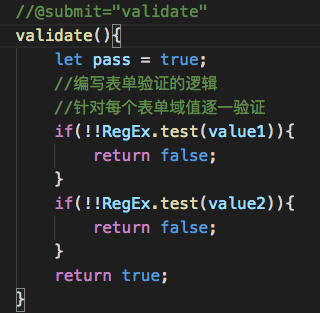 //@submit="validate"
validate(){
let pass = true;
//编写表单验证的逻辑
//针对每个表单域值逐一验证
if(!!RegEx.test(value1)){
return false;
}
if(!!RegEx.test(value2)){
return false;
}
return true;
}